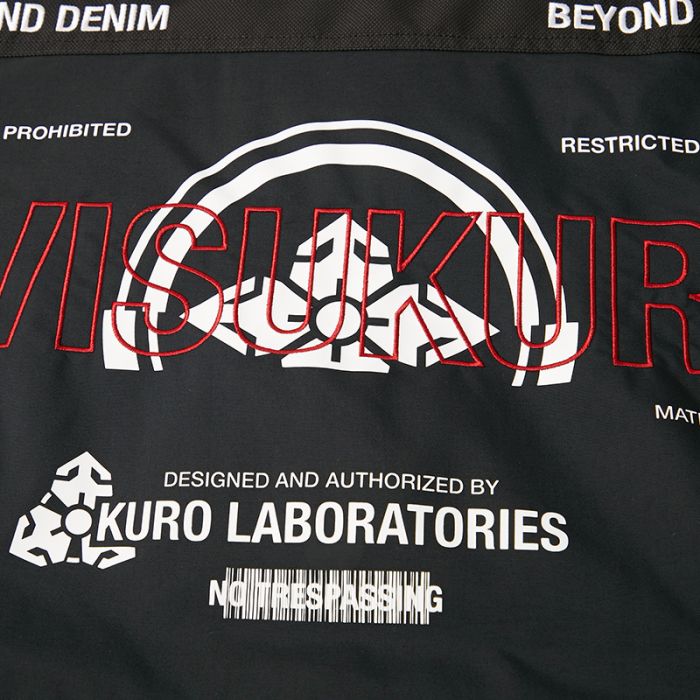 ND DENIM BEYOND
PROHIBITED
RESTRICTED
VISUKUR
MAT
DESIGNED AND AUTHORIZED BY
KURO LABORATORIES
NO TRESPASSING